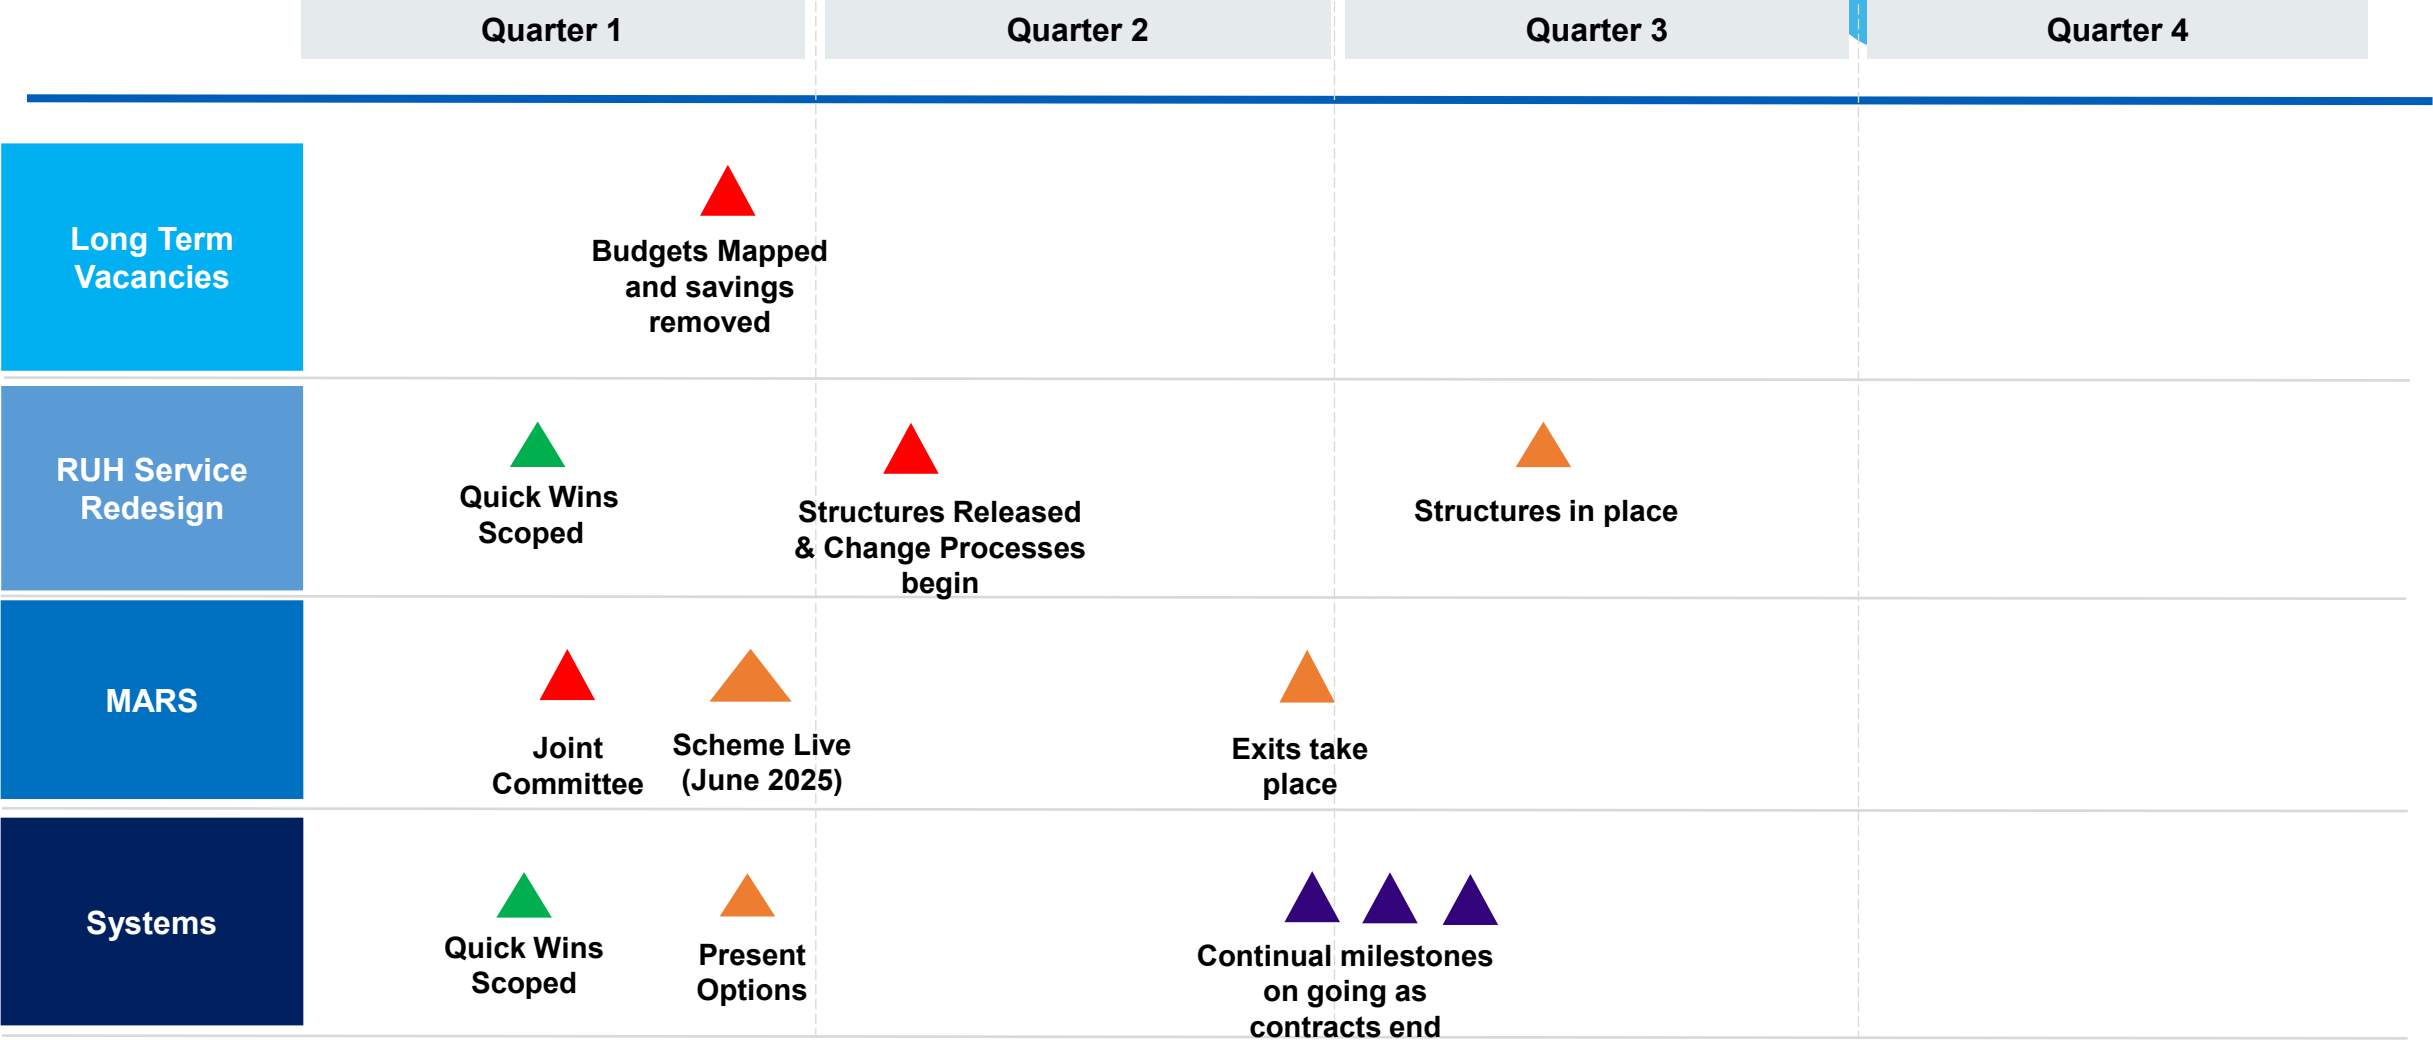 Quarter 1
Quarter 2
Quarter 3
Quarter 4
Long Term
Vacancies
Budgets Mapped
and savings
removed
RUH Service
Redesign
Quick Wins
Scoped
Structures Released
& Change Processes
begin
Structures in place
MARS
Joint
Committee
Scheme Live
(June 2025)
Exits take
place
Systems
Quick Wins
Scoped
Present
Options
Continual milestones
on going as
contracts end